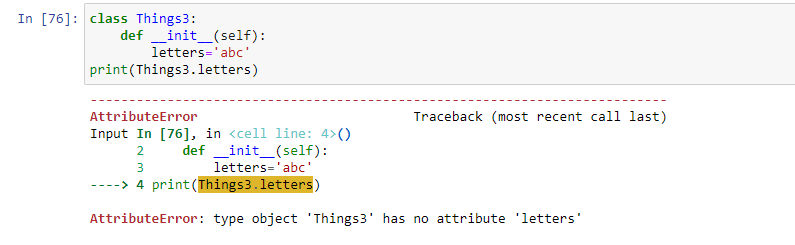 In [76]: class Things3:
    def __init__(self):
        letters='abc'
print(Things3.letters)
---------------------------------------------------------------------------
AttributeError                            Traceback (most recent call last)
Input In [76], in <cell line: 4>()
      2     def __init__(self):
      3         letters='abc'
----> 4 print(Things3.letters)

AttributeError: type object 'Things3' has no attribute 'letters'